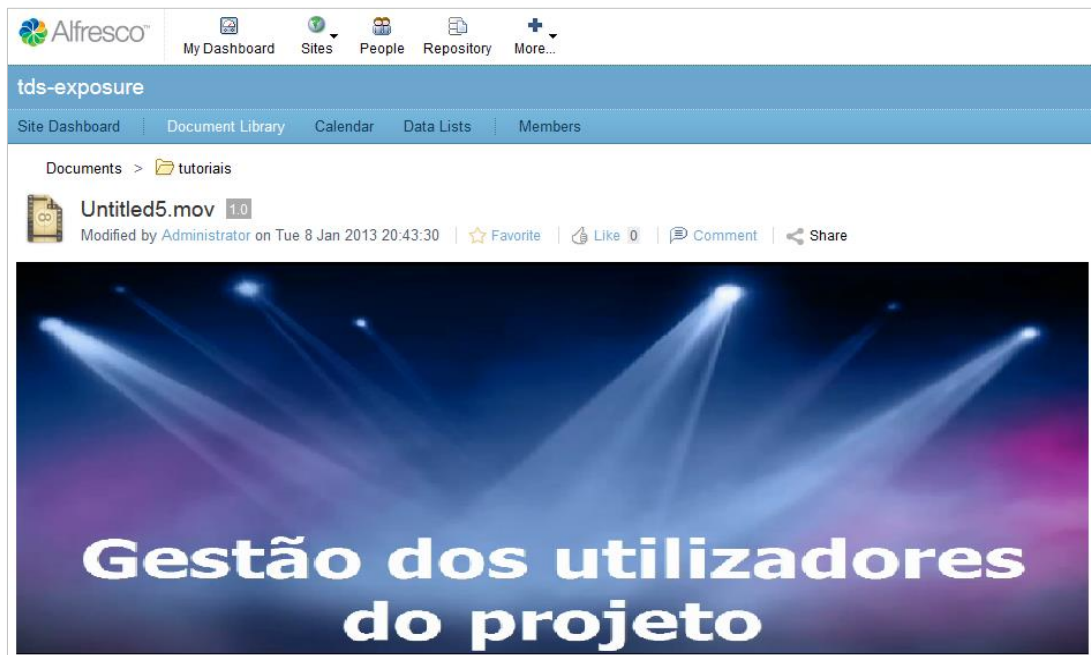 Alfresco™
My Dashboard Sites People Repository More...
tds-exposure
Site Dashboard Document Library Calendar Data Lists Members
Documents > tutoriais
Untitled5.mov 1.0
Modified by Administrator on Tue 8 Jan 2013 20:43:30 Favorite Like 0 Comment Share
Gestão dos utilizadores
do projeto